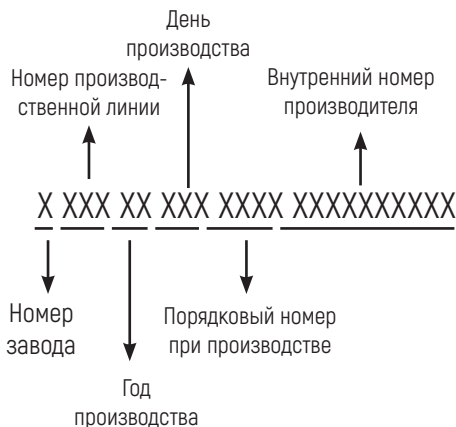 День
производства
Номер производ-
ственной линии
Внутренний номер
производителя
X XXX XX XXX XXXX XXXXXXXXXX
Номер
завода
Порядковый номер
при производстве
Год
производства